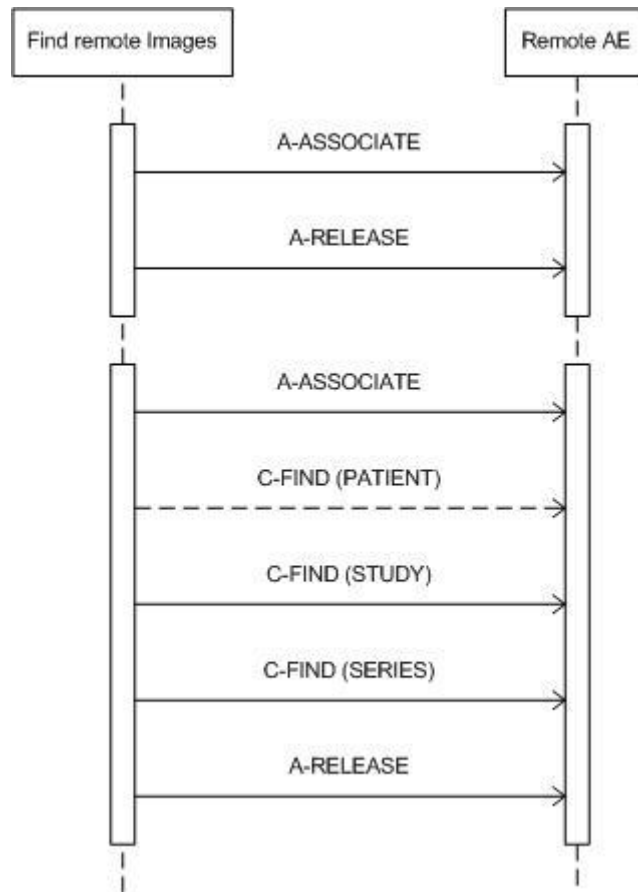 Find remote Images
Remote AE
A-ASSOCIATE
A-RELEASE
A-ASSOCIATE
C-FIND (PATIENT)
C-FIND (STUDY)
C-FIND (SERIES)
A-RELEASE